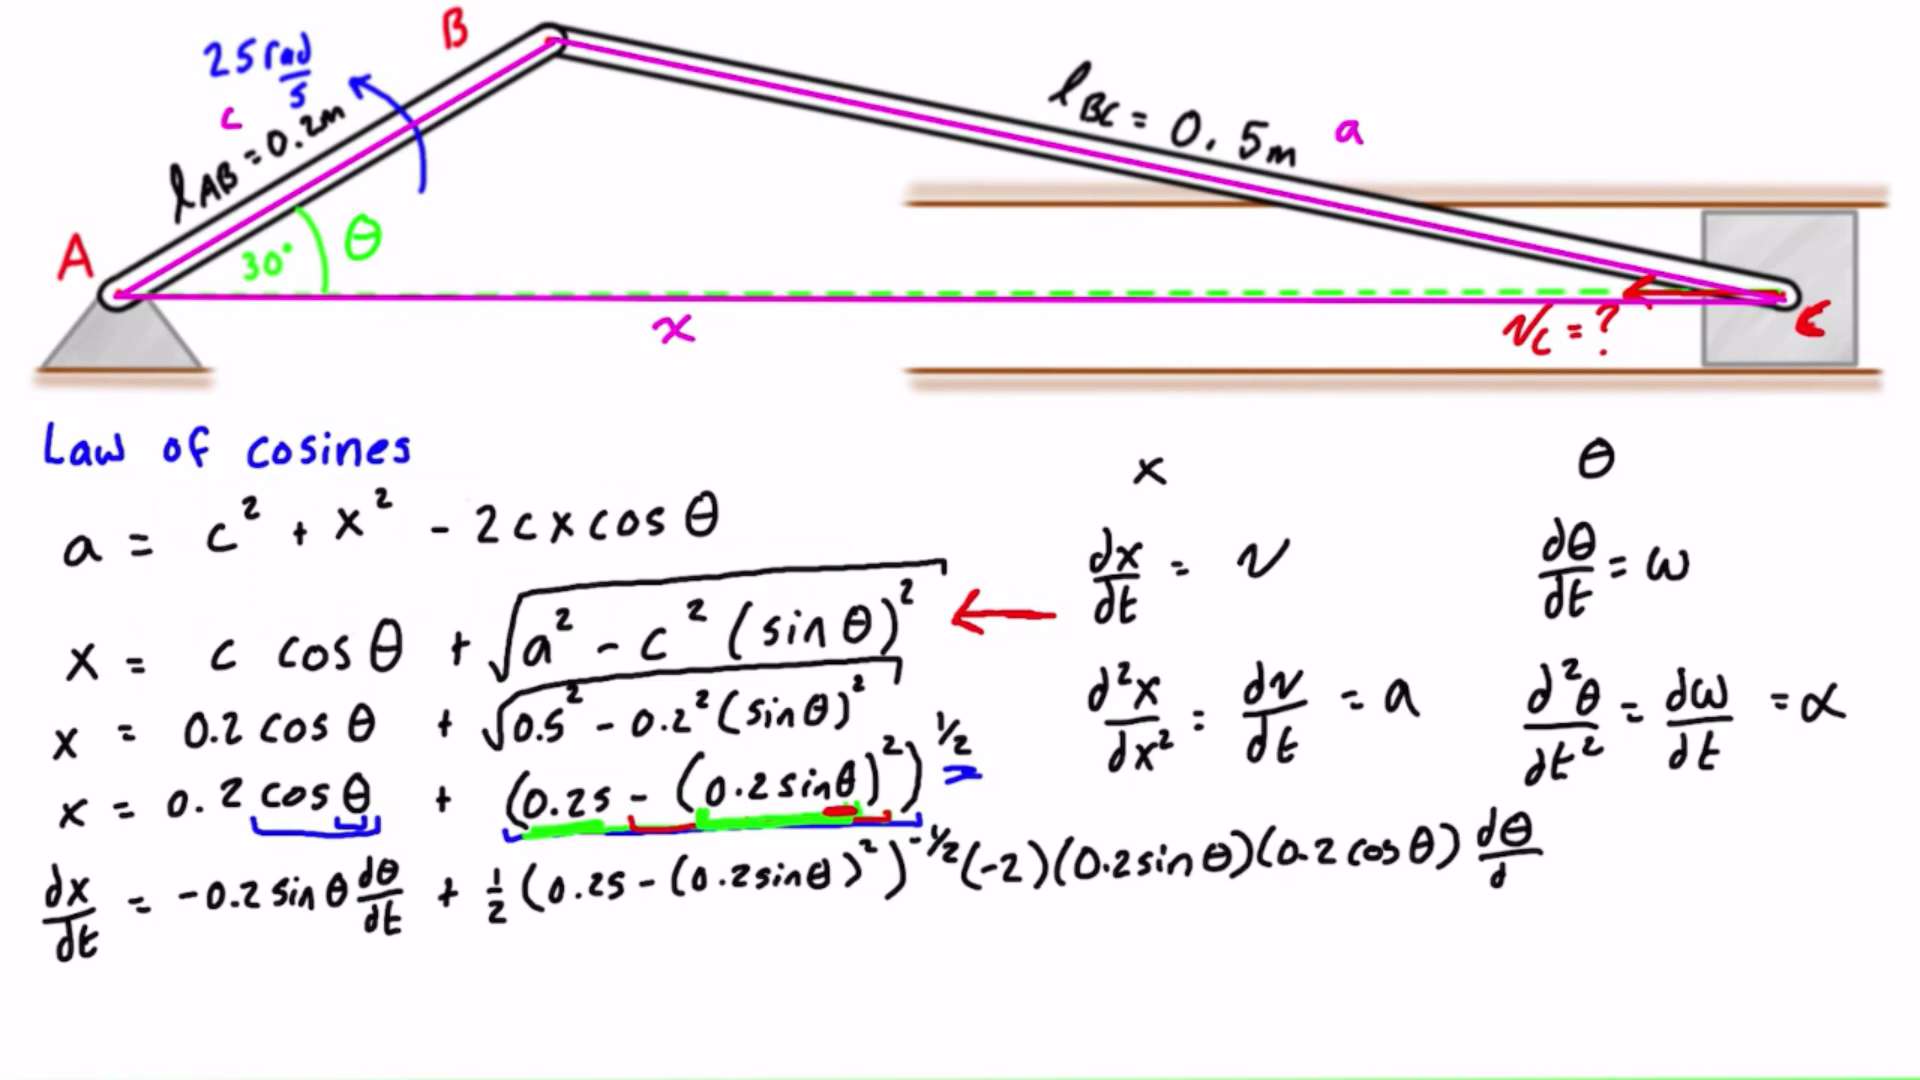 25 rad/s
B
c
l_AB = 0.2m
l_BC = 0.5m
a
A
30°
θ
x
v_C = ?
C
Law of cosines
a = c² + x² - 2cx cos θ
x = c cos θ + √(a² - c² (sin θ)²)
x = 0.2 cos θ + √(0.5² - 0.2² (sin θ)²)
x = 0.2 cos θ + (0.25 - (0.2 sin θ)²)^1/2
dx/dt = -0.2 sin θ dθ/dt + 1/2 (0.25 - (0.2 sin θ)²)^-1/2 (-2)(0.2 sin θ)(0.2 cos θ) dθ/d
x
dx/dt = v
d²x/dx² = dv/dt = a
θ
dθ/dt = ω
d²θ/dt² = dω/dt = α